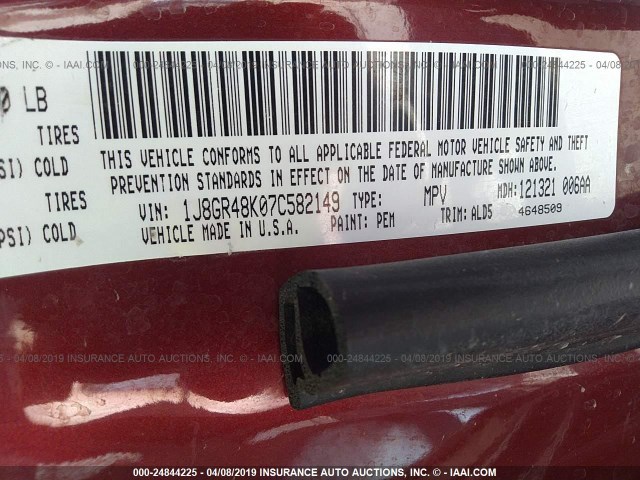 000-24844225 - 04/08/2019 INSURANCE AUTO AUCTIONS, INC. - © IAAI.COM
0 LB
TIRES
PSI) COLD
TIRES
PSI) COLD
THIS VEHICLE CONFORMS TO ALL APPLICABLE FEDERAL MOTOR VEHICLE SAFETY AND THEFT
PREVENTION STANDARDS IN EFFECT ON THE DATE OF MANUFACTURE SHOWN ABOVE.
VIN: 1J8GR48K07C582149 TYPE: MPV MDH: 121321 006AA
VEHICLE MADE IN U.S.A. PAINT: PEM TRIM: ALD5 4648509
000-24844225 - 04/08/2019 INSURANCE AUTO AUCTIONS, INC. - © IAAI.COM
000-24844225 - 04/08/2019 INSURANCE AUTO AUCTIONS, INC. - © IAAI.COM